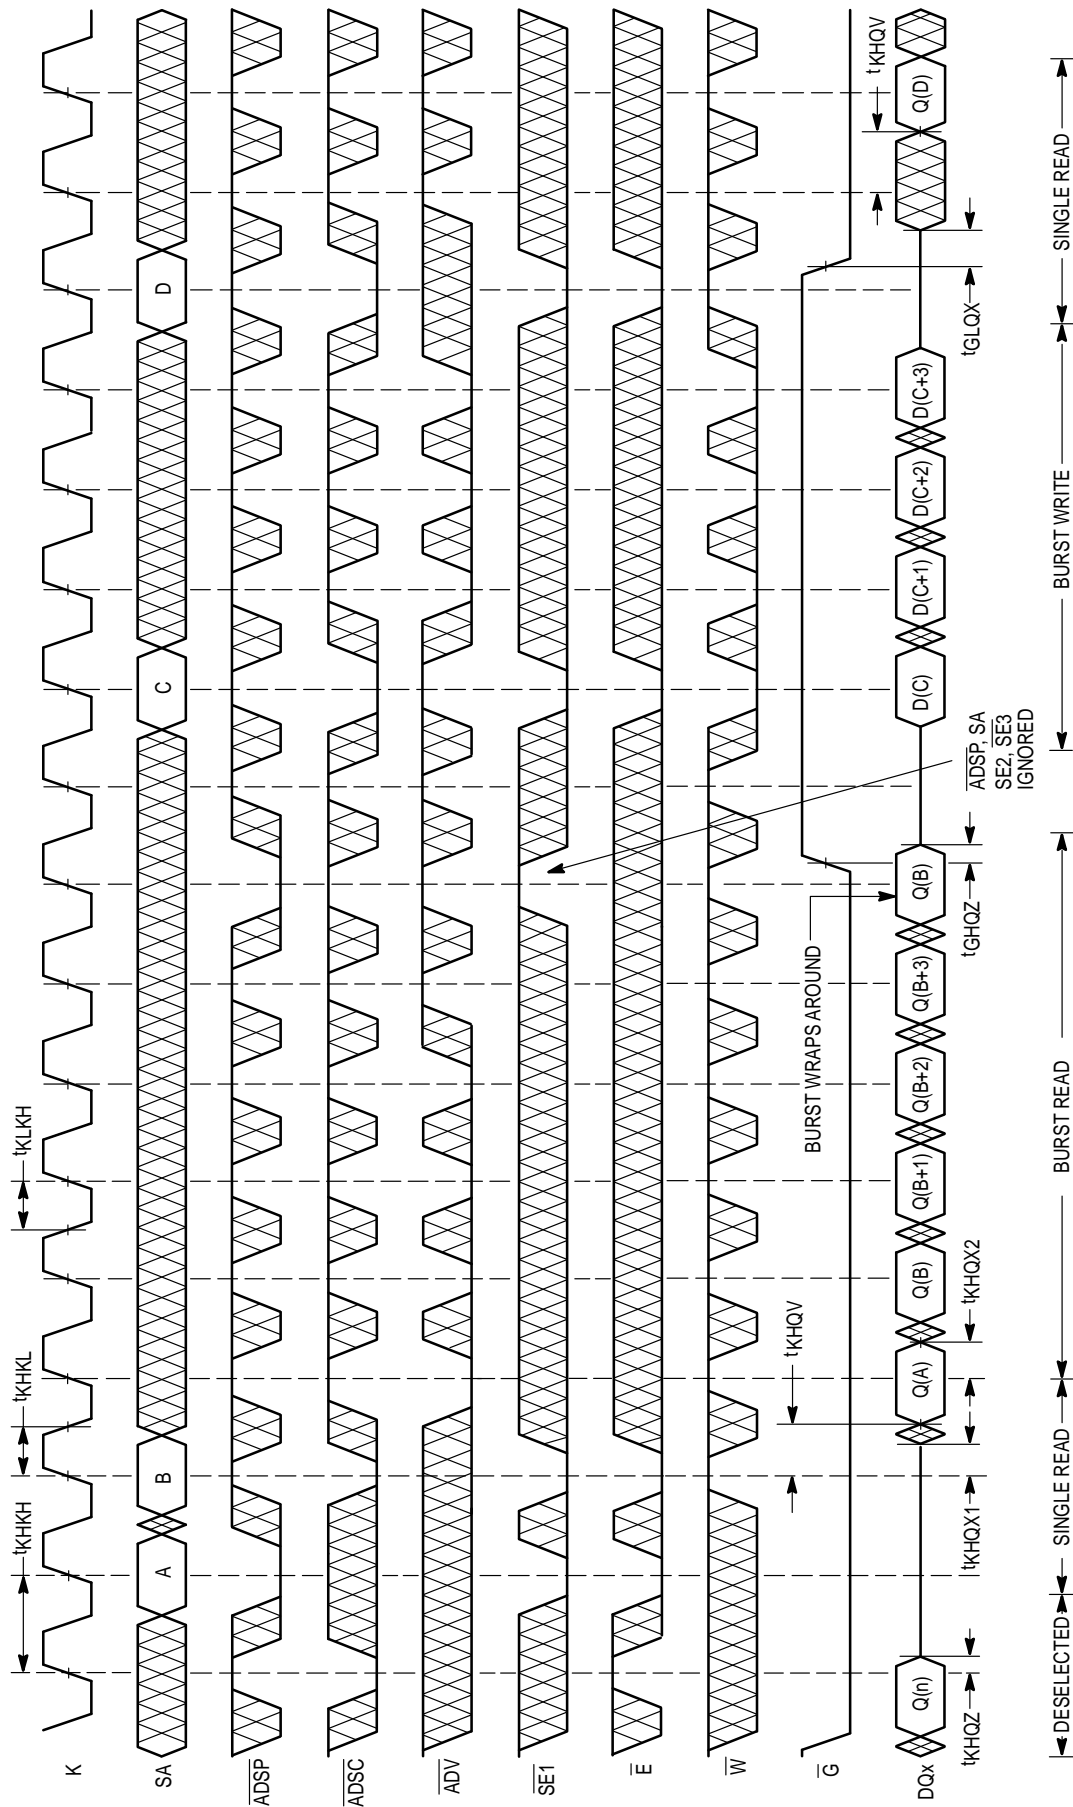 tKHKH
tKHKL
tKLKH
K
SA
A
B
C
D
ADSP
ADSC
ADV
SE1
E
W
G
tKHQV
BURST WRAPS AROUND
ADSP, SA
SE2, SE3
IGNORED
tKHQV
DQx
Q(n)
Q(A)
Q(B)
Q(B+1)
Q(B+2)
Q(B+3)
Q(B)
D(C)
D(C+1)
D(C+2)
D(C+3)
Q(D)
tKHQZ
tKHQX1
tKHQX2
tGHQZ
tGLQX
DESELECTED
SINGLE READ
BURST READ
BURST WRITE
SINGLE READ